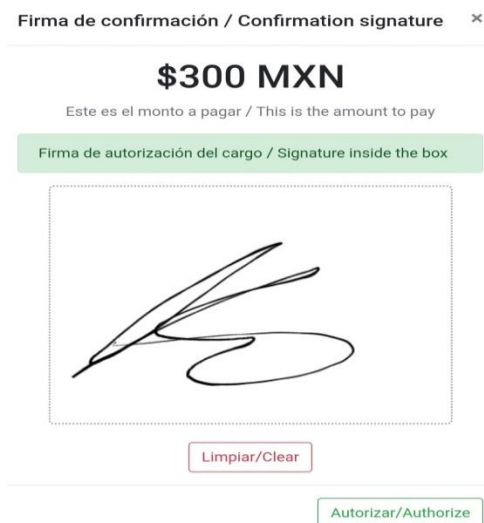 Firma de confirmación / Confirmation signature ×
$300 MXN
Este es el monto a pagar / This is the amount to pay
Firma de autorización del cargo / Signature inside the box
Limpiar/Clear
Autorizar/Authorize